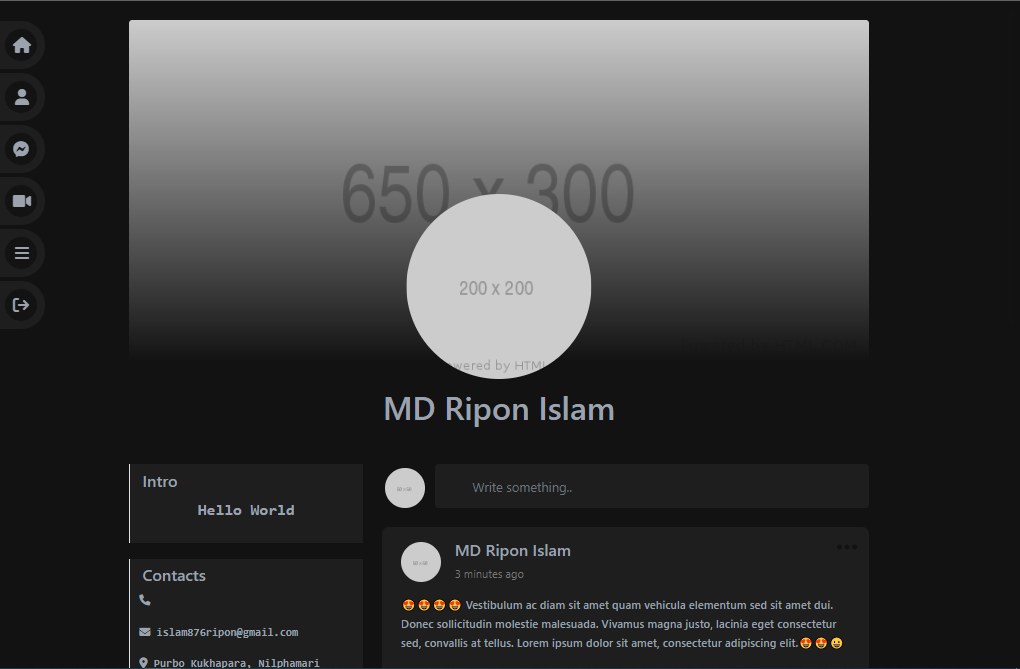 650 x 300
200 x 200
wered by HTML
MD Ripon Islam
Intro
Hello World
Contacts
islam876ripon@gmail.com
Purbo Kukhapara, Nilphamari
Write something..
MD Ripon Islam
3 minutes ago
🤩🤩🤩🤩 Vestibulum ac diam sit amet quam vehicula elementum sed sit amet dui.
Donec sollicitudin molestie malesuada. Vivamus magna justo, lacinia eget consectetur
sed, convallis at tellus. Lorem ipsum dolor sit amet, consectetur adipiscing elit.🤩🤩😀